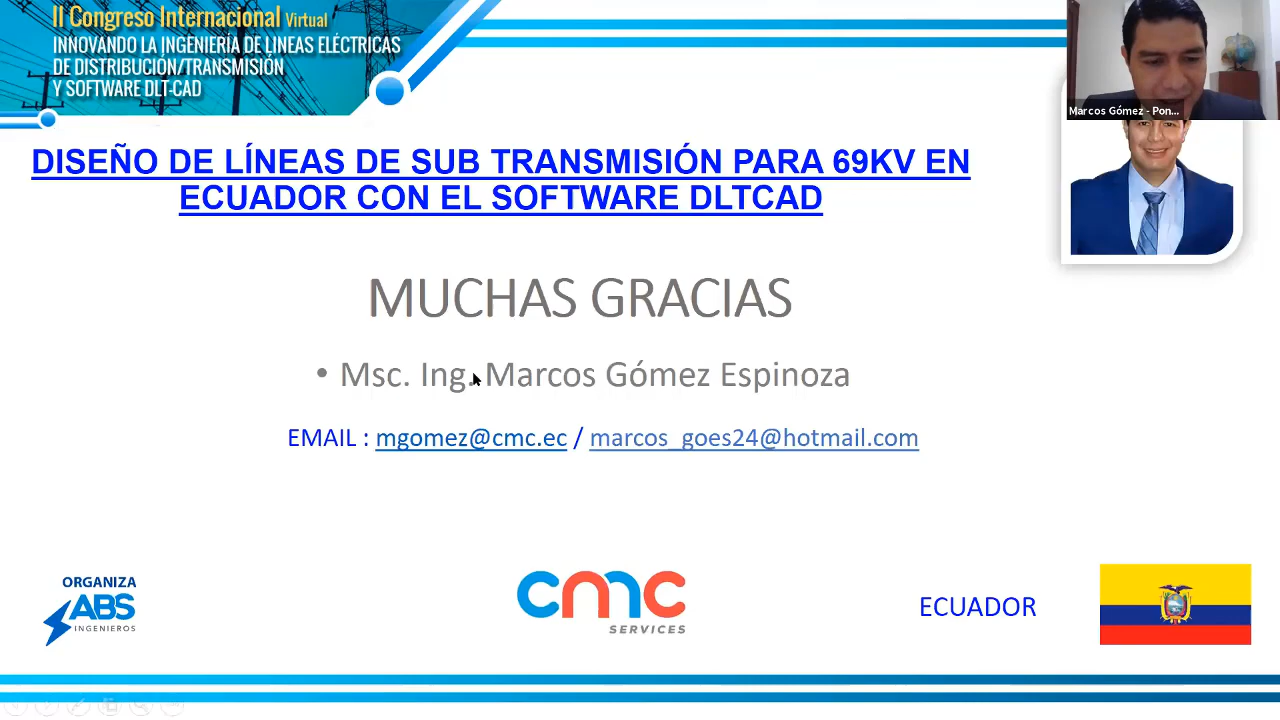 II Congreso Internacional Virtual
INNOVANDO LA INGENIERÍA DE LINEAS ELÉCTRICAS
DE DISTRIBUCIÓN/TRANSMISIÓN
Y SOFTWARE DLT-CAD
Marcos Gómez - Pon...
DISEÑO DE LÍNEAS DE SUB TRANSMISIÓN PARA 69KV EN
ECUADOR CON EL SOFTWARE DLTCAD
MUCHAS GRACIAS
• Msc. Ing. Marcos Gómez Espinoza
EMAIL : mgomez@cmc.ec / marcos_goes24@hotmail.com
ORGANIZA
ABS
INGENIEROS
cmc
SERVICES
ECUADOR